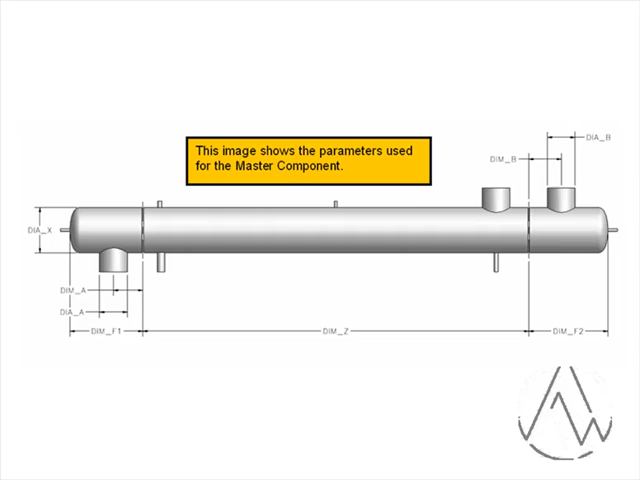 This image shows the parameters used
for the Master Component.
DIA_B
DIM_B
DIA_X
DIM_A
DIA_A
DIM_F1
DIM_Z
DIM_F2